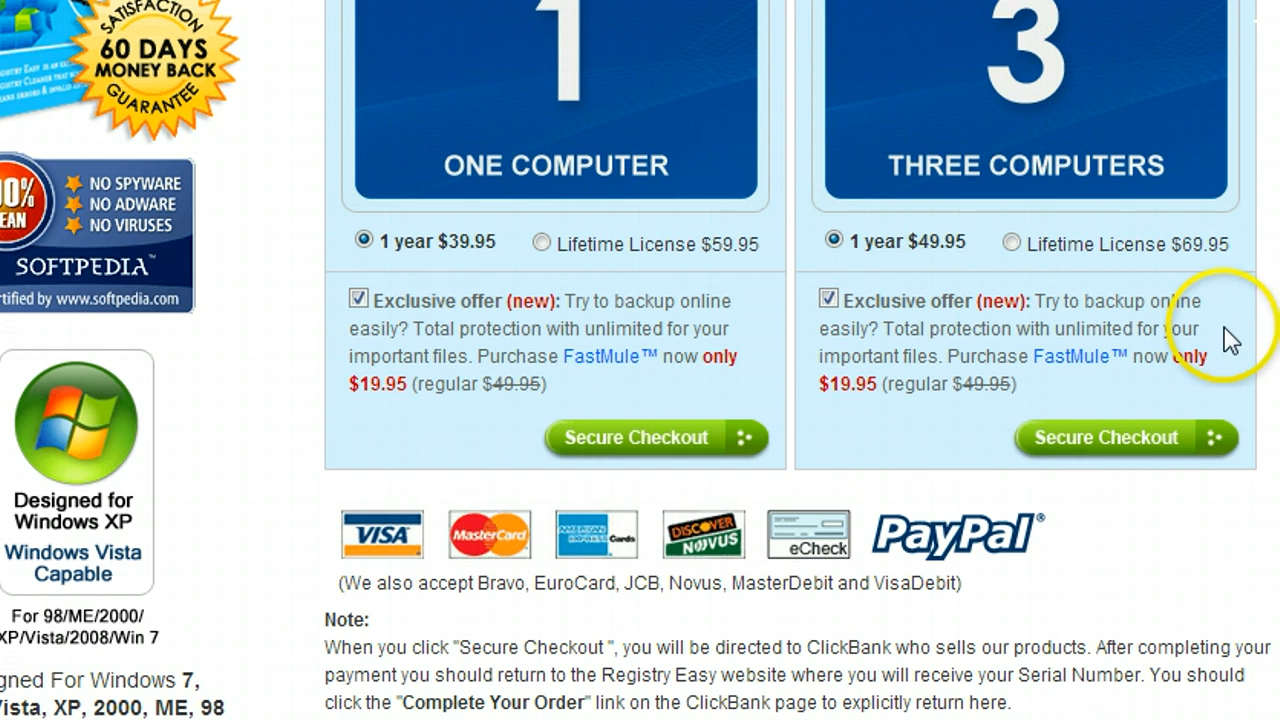 SATISFACTION
60 DAYS
MONEY BACK
GUARANTEE
NO SPYWARE
NO ADWARE
NO VIRUSES
SOFTPEDIA™
by www.softpedia.com
Designed for
Windows XP
Windows Vista
Capable
For 98/ME/2000/
XP/Vista/2008/Win 7
For Windows 7,
Vista, XP, 2000, ME, 98
1
ONE COMPUTER
1 year $39.95 Lifetime License $59.95
Exclusive offer (new): Try to backup online
easily? Total protection with unlimited for your
important files. Purchase FastMule™ now only
$19.95 (regular $49.95)
Secure Checkout
3
THREE COMPUTERS
1 year $49.95 Lifetime License $69.95
Exclusive offer (new): Try to backup online
easily? Total protection with unlimited for your
important files. Purchase FastMule™ now only
$19.95 (regular $49.95)
Secure Checkout
VISA MasterCard AMERICAN EXPRESS Cards DISCOVER NOVUS eCheck PayPal®
(We also accept Bravo, EuroCard, JCB, Novus, MasterDebit and VisaDebit)
Note:
When you click "Secure Checkout ", you will be directed to ClickBank who sells our products. After completing your
payment you should return to the Registry Easy website where you will receive your Serial Number. You should
click the "Complete Your Order" link on the ClickBank page to explicitly return here.